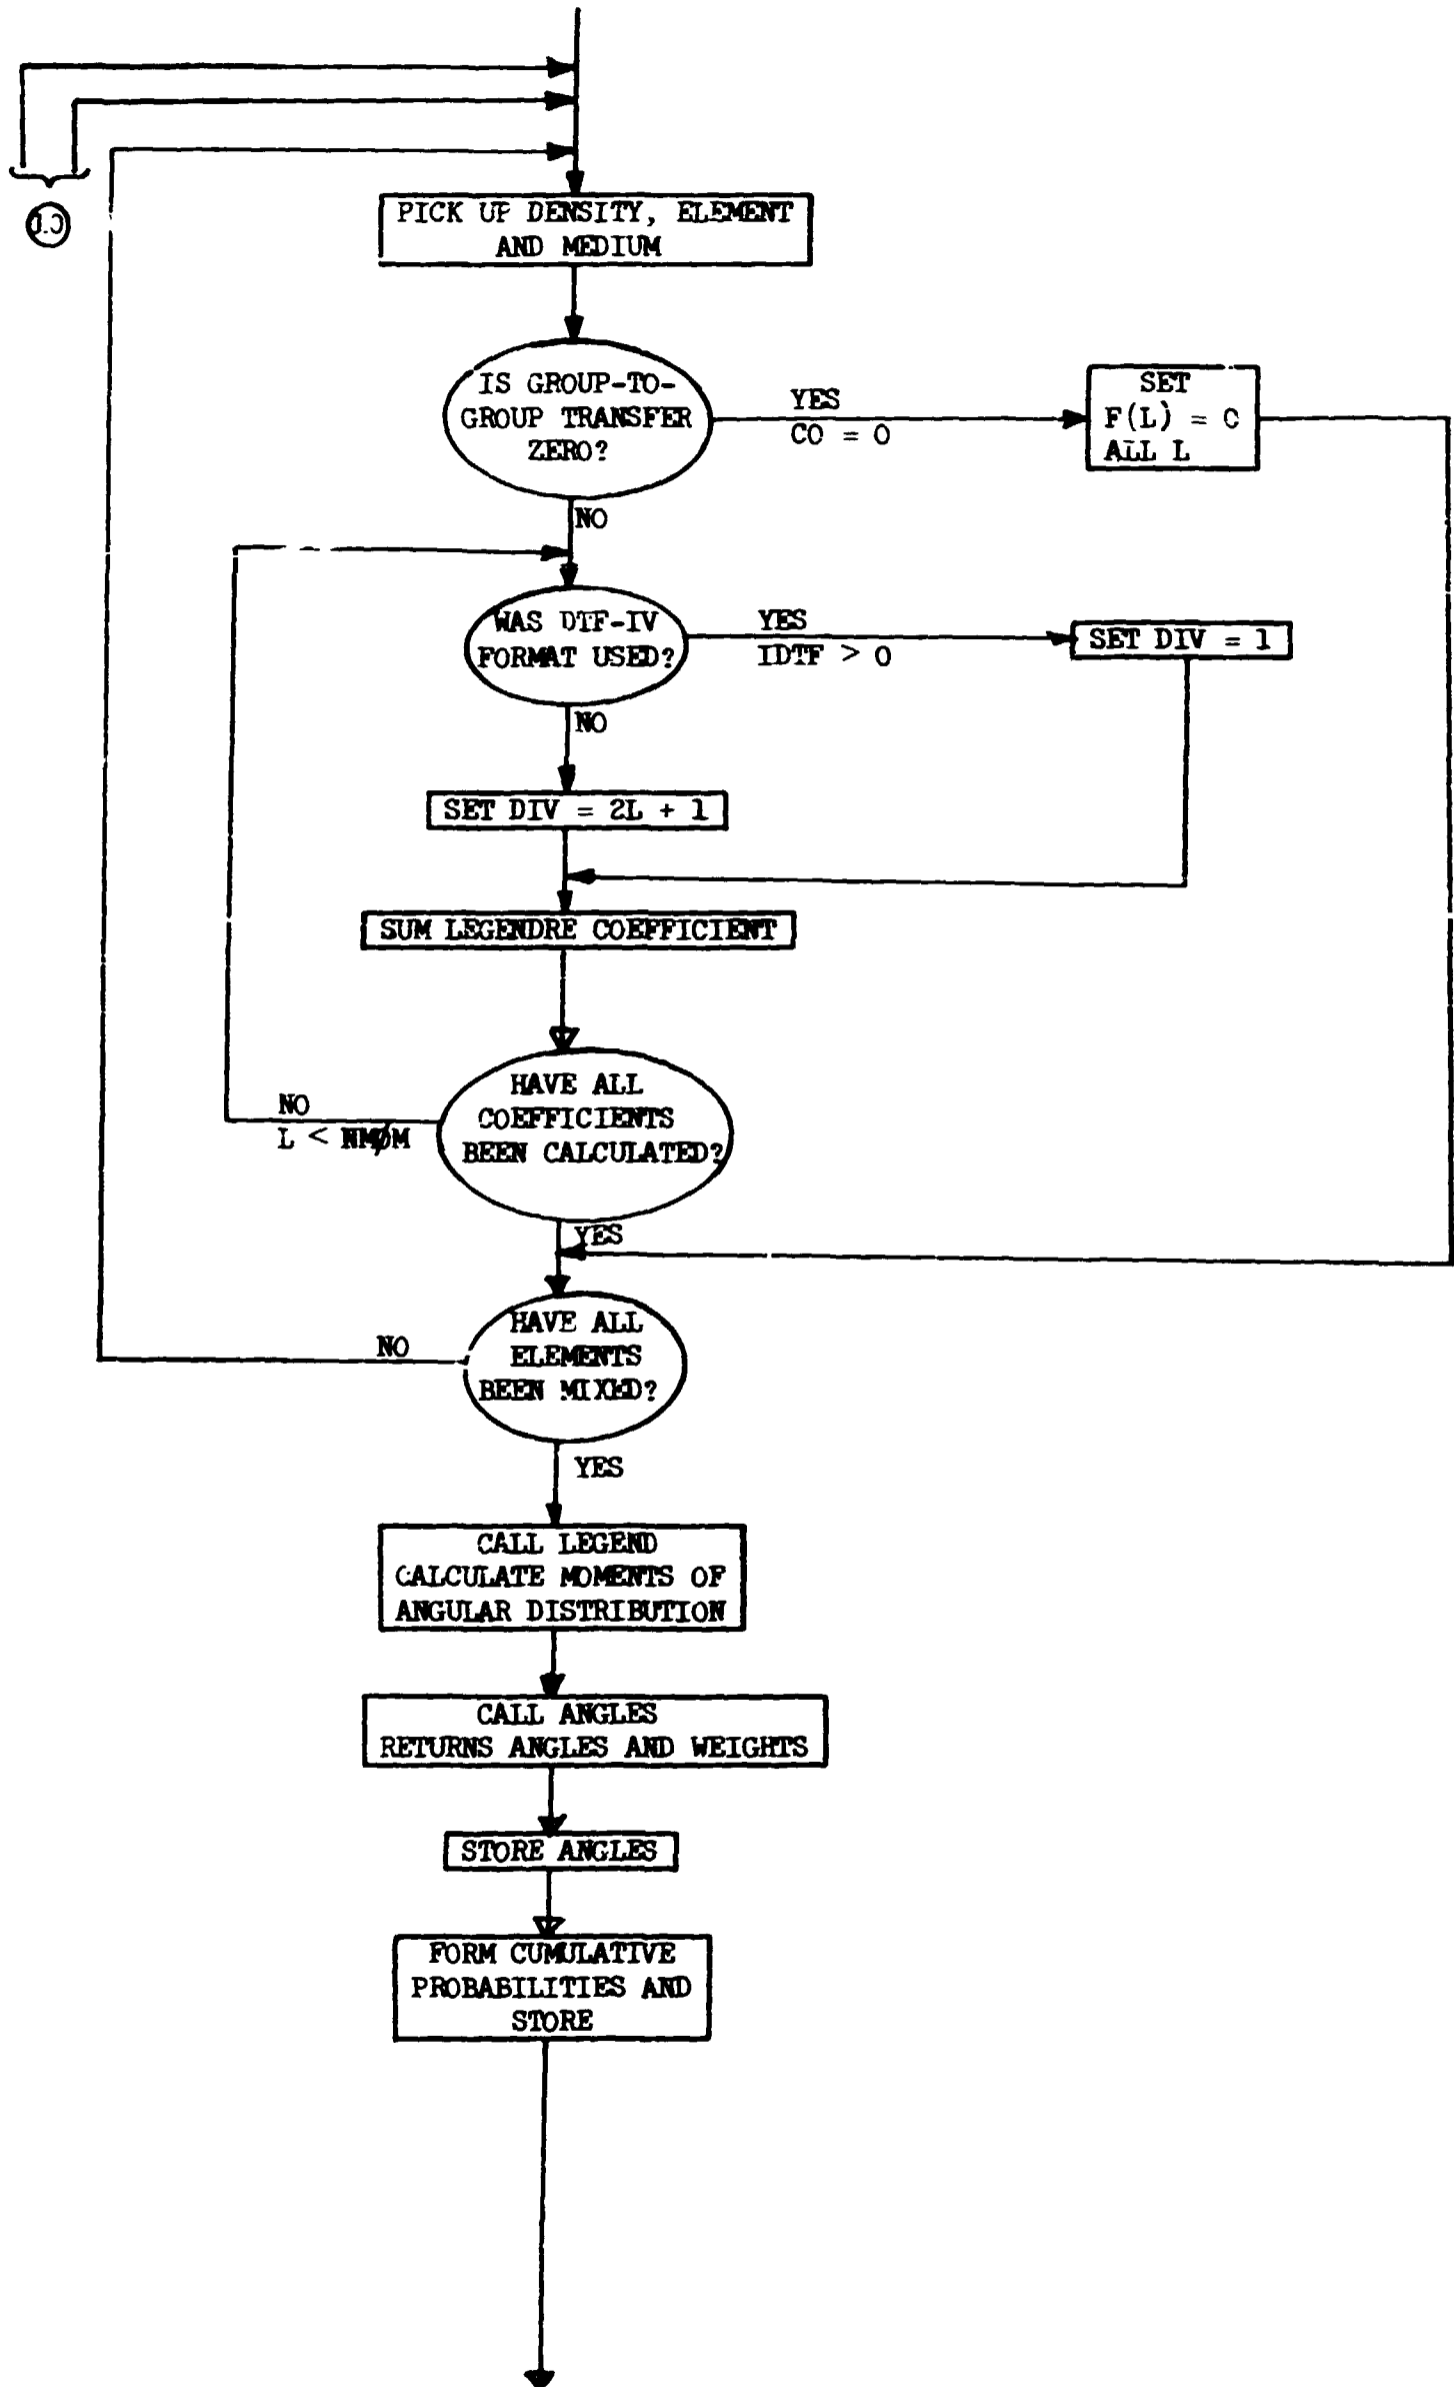 PICK UP DENSITY, ELEMENT
AND MEDIUM
IS GROUP-TO-
GROUP TRANSFER
ZERO?
YES
CO = 0
SET
F(L) = 0
ALL L
NO
WAS DTF-IV
FORMAT USED?
YES
IDTF > 0
SET DIV = 1
NO
SET DIV = 2L + 1
SUM LEGENDRE COEFFICIENT
HAVE ALL
COEFFICIENTS
BEEN CALCULATED?
NO
L < NMØM
YES
HAVE ALL
ELEMENTS
BEEN MIXED?
NO
YES
CALL LEGEND
CALCULATE MOMENTS OF
ANGULAR DISTRIBUTION
CALL ANGLES
RETURNS ANGLES AND WEIGHTS
STORE ANGLES
FORM CUMULATIVE
PROBABILITIES AND
STORE